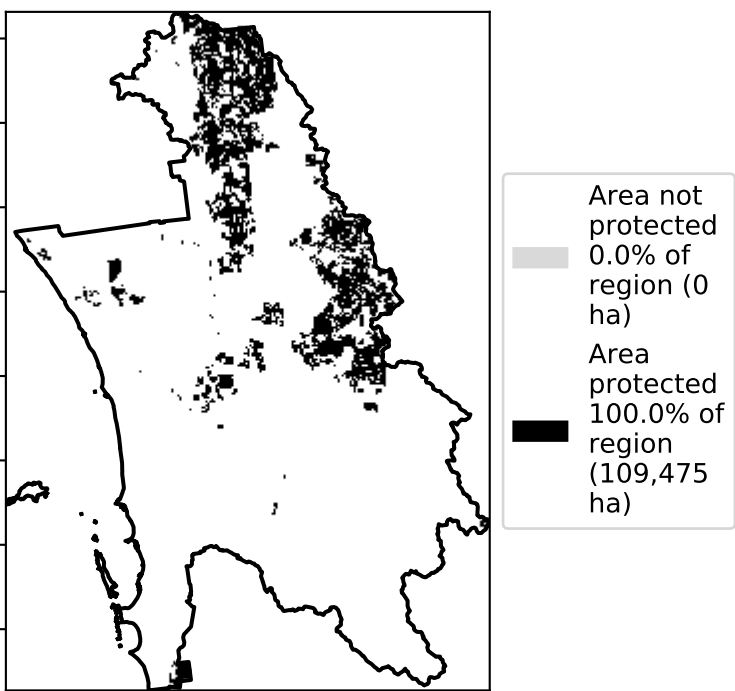 Area not
protected
0.0% of
region (0
ha)
Area
protected
100.0% of
region
(109,475
ha)